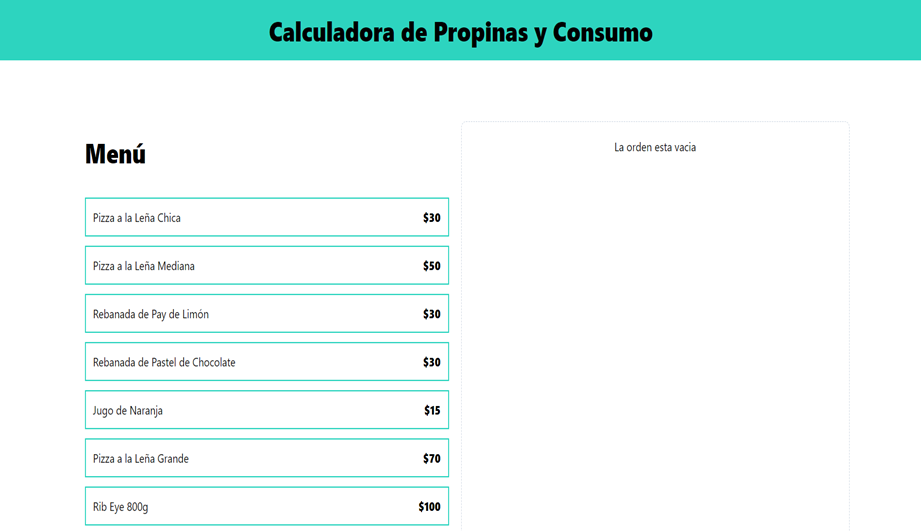 Calculadora de Propinas y Consumo
Menú
Pizza a la Leña Chica $30
Pizza a la Leña Mediana $50
Rebanada de Pay de Limón $30
Rebanada de Pastel de Chocolate $30
Jugo de Naranja $15
Pizza a la Leña Grande $70
Rib Eye 800g $100
La orden esta vacia